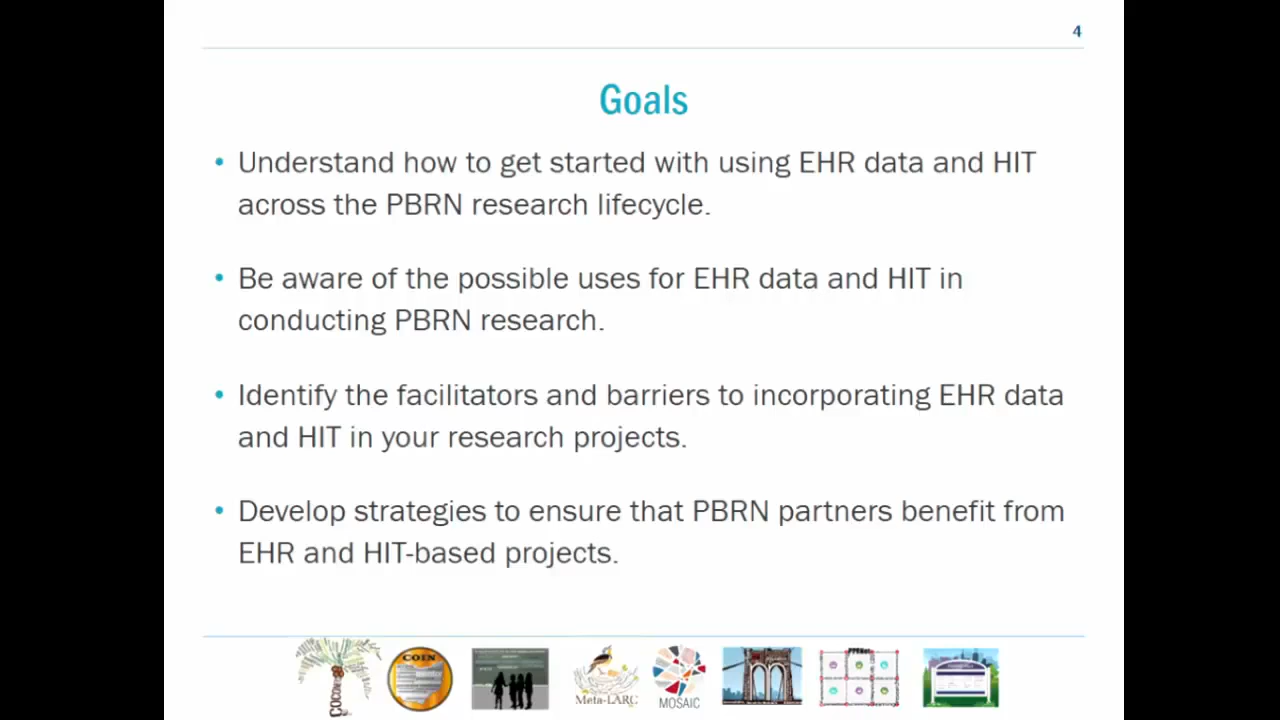 4
Goals
• Understand how to get started with using EHR data and HIT
across the PBRN research lifecycle.
• Be aware of the possible uses for EHR data and HIT in
conducting PBRN research.
• Identify the facilitators and barriers to incorporating EHR data
and HIT in your research projects.
• Develop strategies to ensure that PBRN partners benefit from
EHR and HIT-based projects.
COCONet
COIN
Meta-LARC
MOSAIC
PPRNet